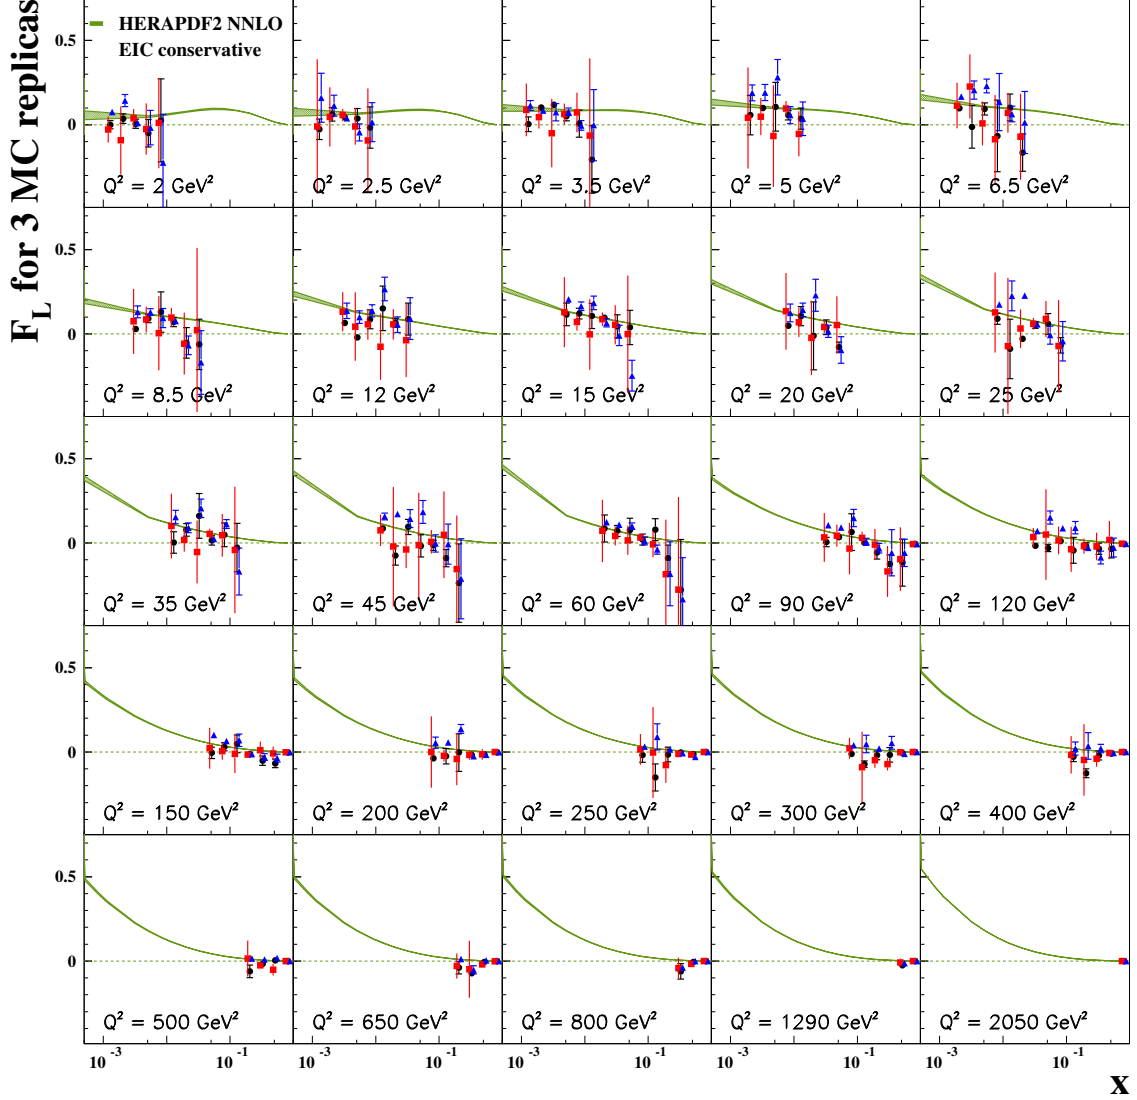 F_L for 3 MC replicas
HERAPDF2 NNLO
EIC conservative
0.5
0
Q² = 2 GeV²
Q² = 2.5 GeV²
Q² = 3.5 GeV²
Q² = 5 GeV²
Q² = 6.5 GeV²
0.5
0
Q² = 8.5 GeV²
Q² = 12 GeV²
Q² = 15 GeV²
Q² = 20 GeV²
Q² = 25 GeV²
0.5
0
Q² = 35 GeV²
Q² = 45 GeV²
Q² = 60 GeV²
Q² = 90 GeV²
Q² = 120 GeV²
0.5
0
Q² = 150 GeV²
Q² = 200 GeV²
Q² = 250 GeV²
Q² = 300 GeV²
Q² = 400 GeV²
0.5
0
Q² = 500 GeV²
Q² = 650 GeV²
Q² = 800 GeV²
Q² = 1290 GeV²
Q² = 2050 GeV²
10⁻³ 10⁻¹ 10⁻³ 10⁻¹ 10⁻³ 10⁻¹ 10⁻³ 10⁻¹ 10⁻³ 10⁻¹
x